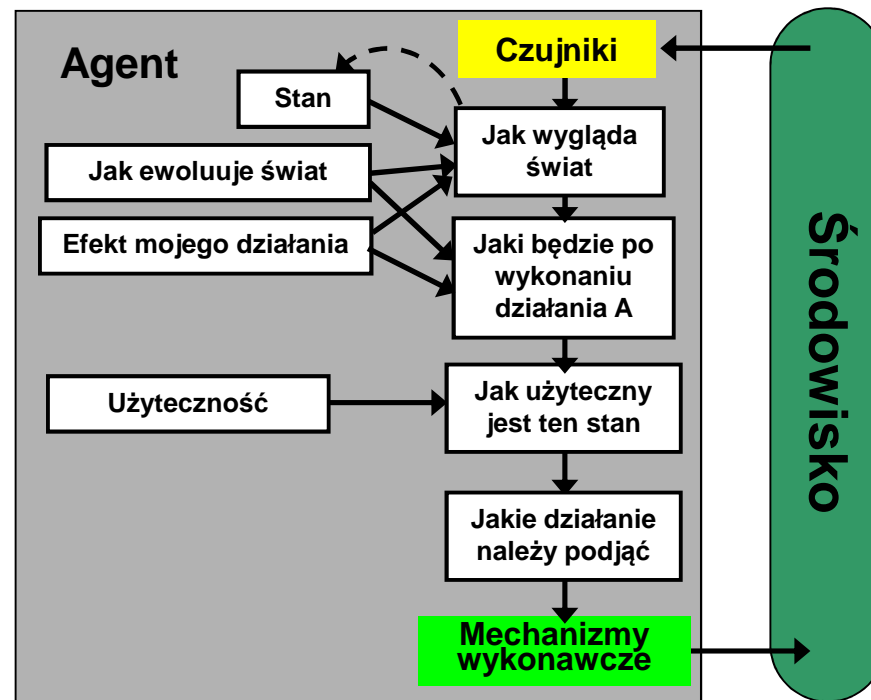 Agent
Czujniki
Stan
Jak wygląda
świat
Jak ewoluuje świat
Efekt mojego działania
Jaki będzie po
wykonaniu
działania A
Użyteczność
Jak użyteczny
jest ten stan
Jakie działanie
należy podjąć
Mechanizmy
wykonawcze
Środowisko